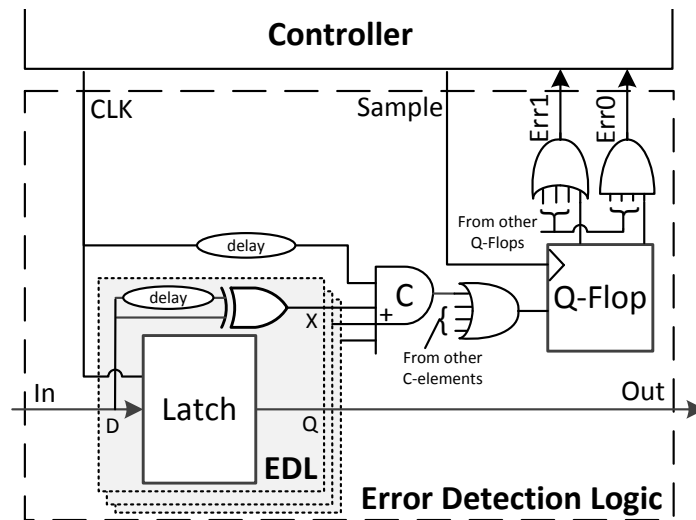 Controller
CLK
Sample
Err1
Err0
From other
Q-Flops
delay
delay
C
+
X
Q-Flop
From other
C-elements
In
Latch
Out
D
Q
EDL
Error Detection Logic